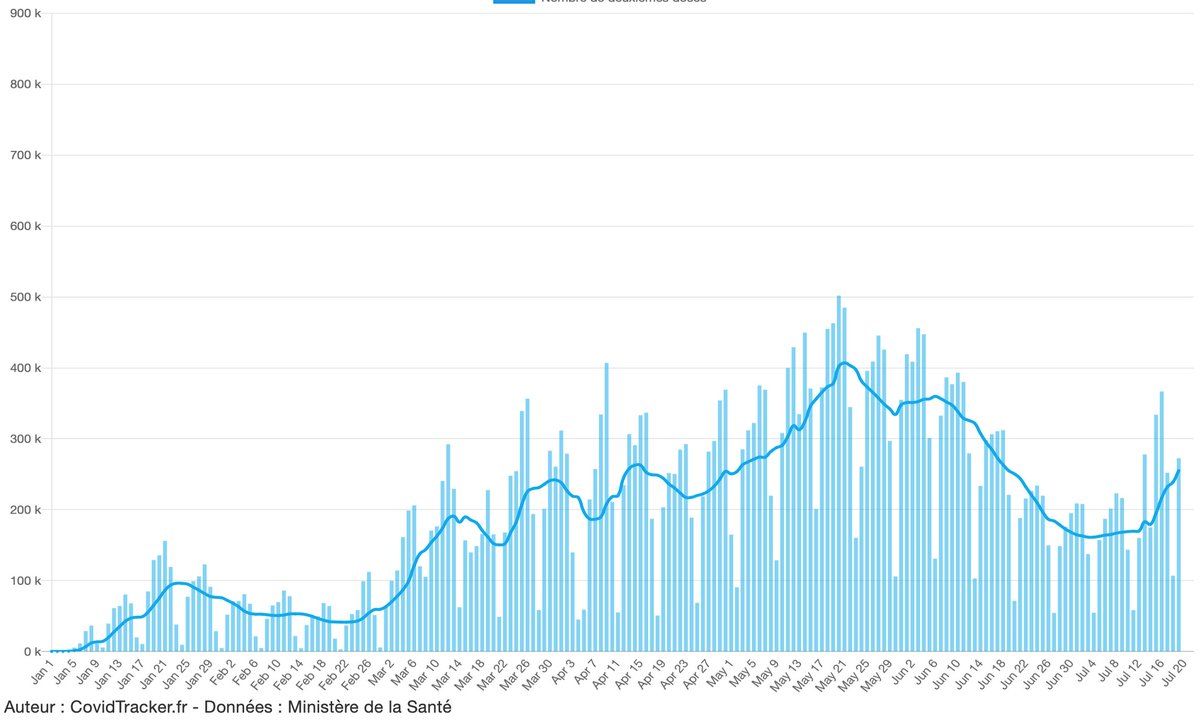 Nombre de deuxièmes doses
900 k
800 k
700 k
600 k
500 k
400 k
300 k
200 k
100 k
0 k
Jan 1
Jan 5
Jan 9
Jan 13
Jan 17
Jan 21
Jan 25
Jan 29
Feb 2
Feb 6
Feb 10
Feb 14
Feb 18
Feb 22
Feb 26
Mar 2
Mar 6
Mar 10
Mar 14
Mar 18
Mar 22
Mar 26
Mar 30
Apr 3
Apr 7
Apr 11
Apr 15
Apr 19
Apr 23
Apr 27
May 1
May 5
May 9
May 13
May 17
May 21
May 25
May 29
Jun 2
Jun 6
Jun 10
Jun 14
Jun 18
Jun 22
Jun 26
Jun 30
Jul 4
Jul 8
Jul 12
Jul 16
Jul 20
Auteur : CovidTracker.fr - Données : Ministère de la Santé